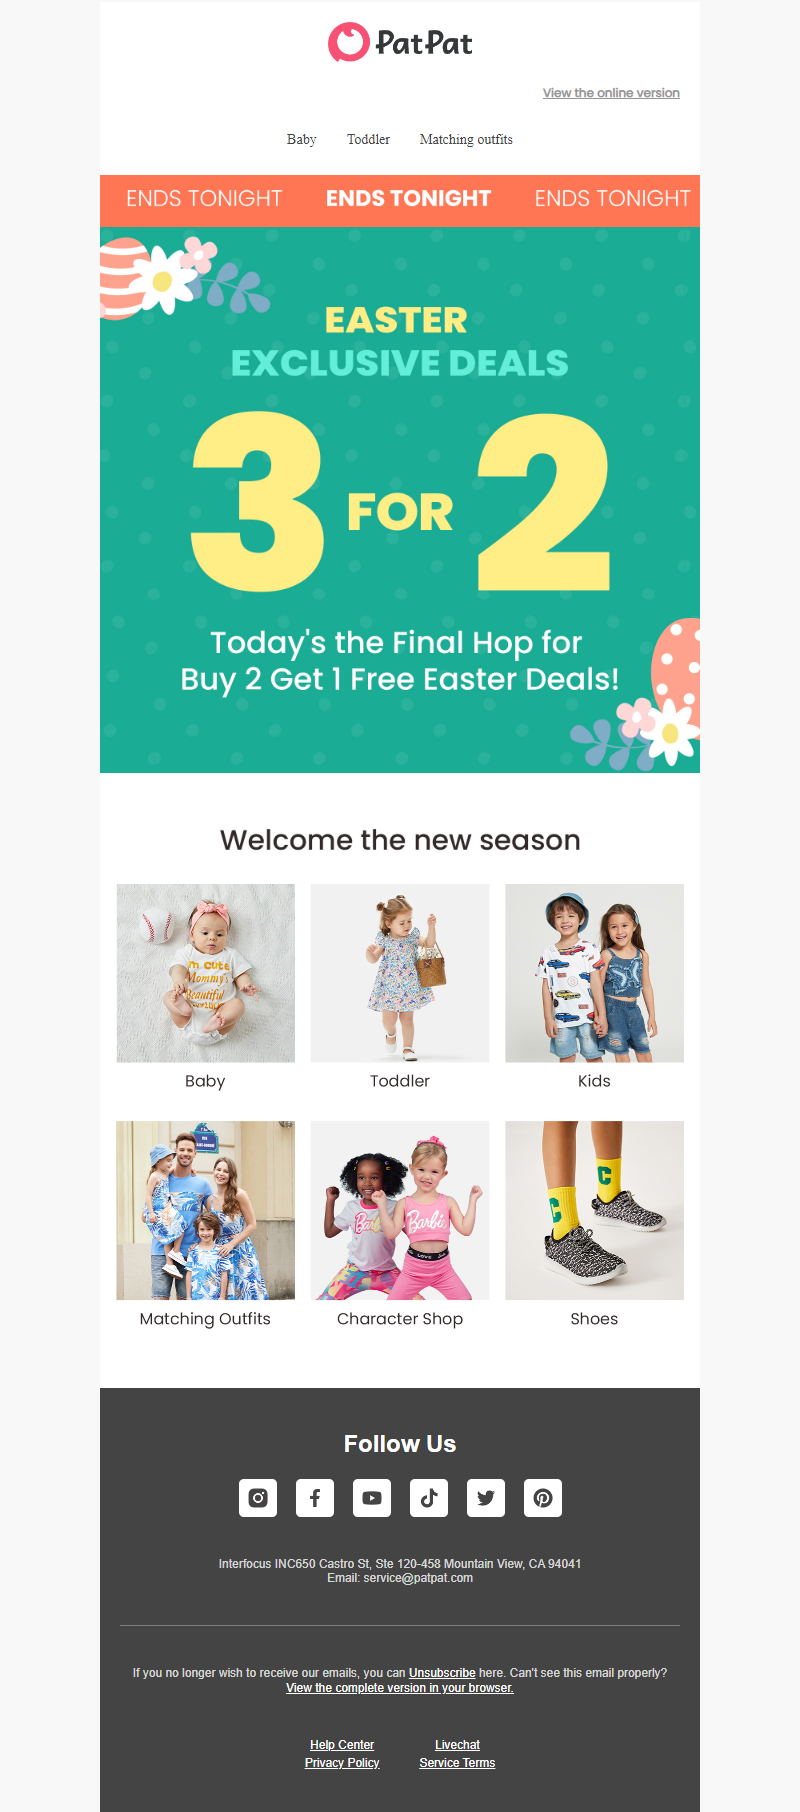 PatPat
View the online version
Baby Toddler Matching outfits
ENDS TONIGHT ENDS TONIGHT ENDS TONIGHT
EASTER
EXCLUSIVE DEALS
3 FOR 2
Today's the Final Hop for
Buy 2 Get 1 Free Easter Deals!
Welcome the new season
I'm CUTE
Mommy's
Beautiful
Baby Toddler Kids
Barbie
Barbie
LOVE
C
C
Matching Outfits Character Shop Shoes
Follow Us
Interfocus INC650 Castro St, Ste 120-458 Mountain View, CA 94041
Email: service@patpat.com
If you no longer wish to receive our emails, you can Unsubscribe here. Can't see this email properly?
View the complete version in your browser.
Help Center Livechat
Privacy Policy Service Terms